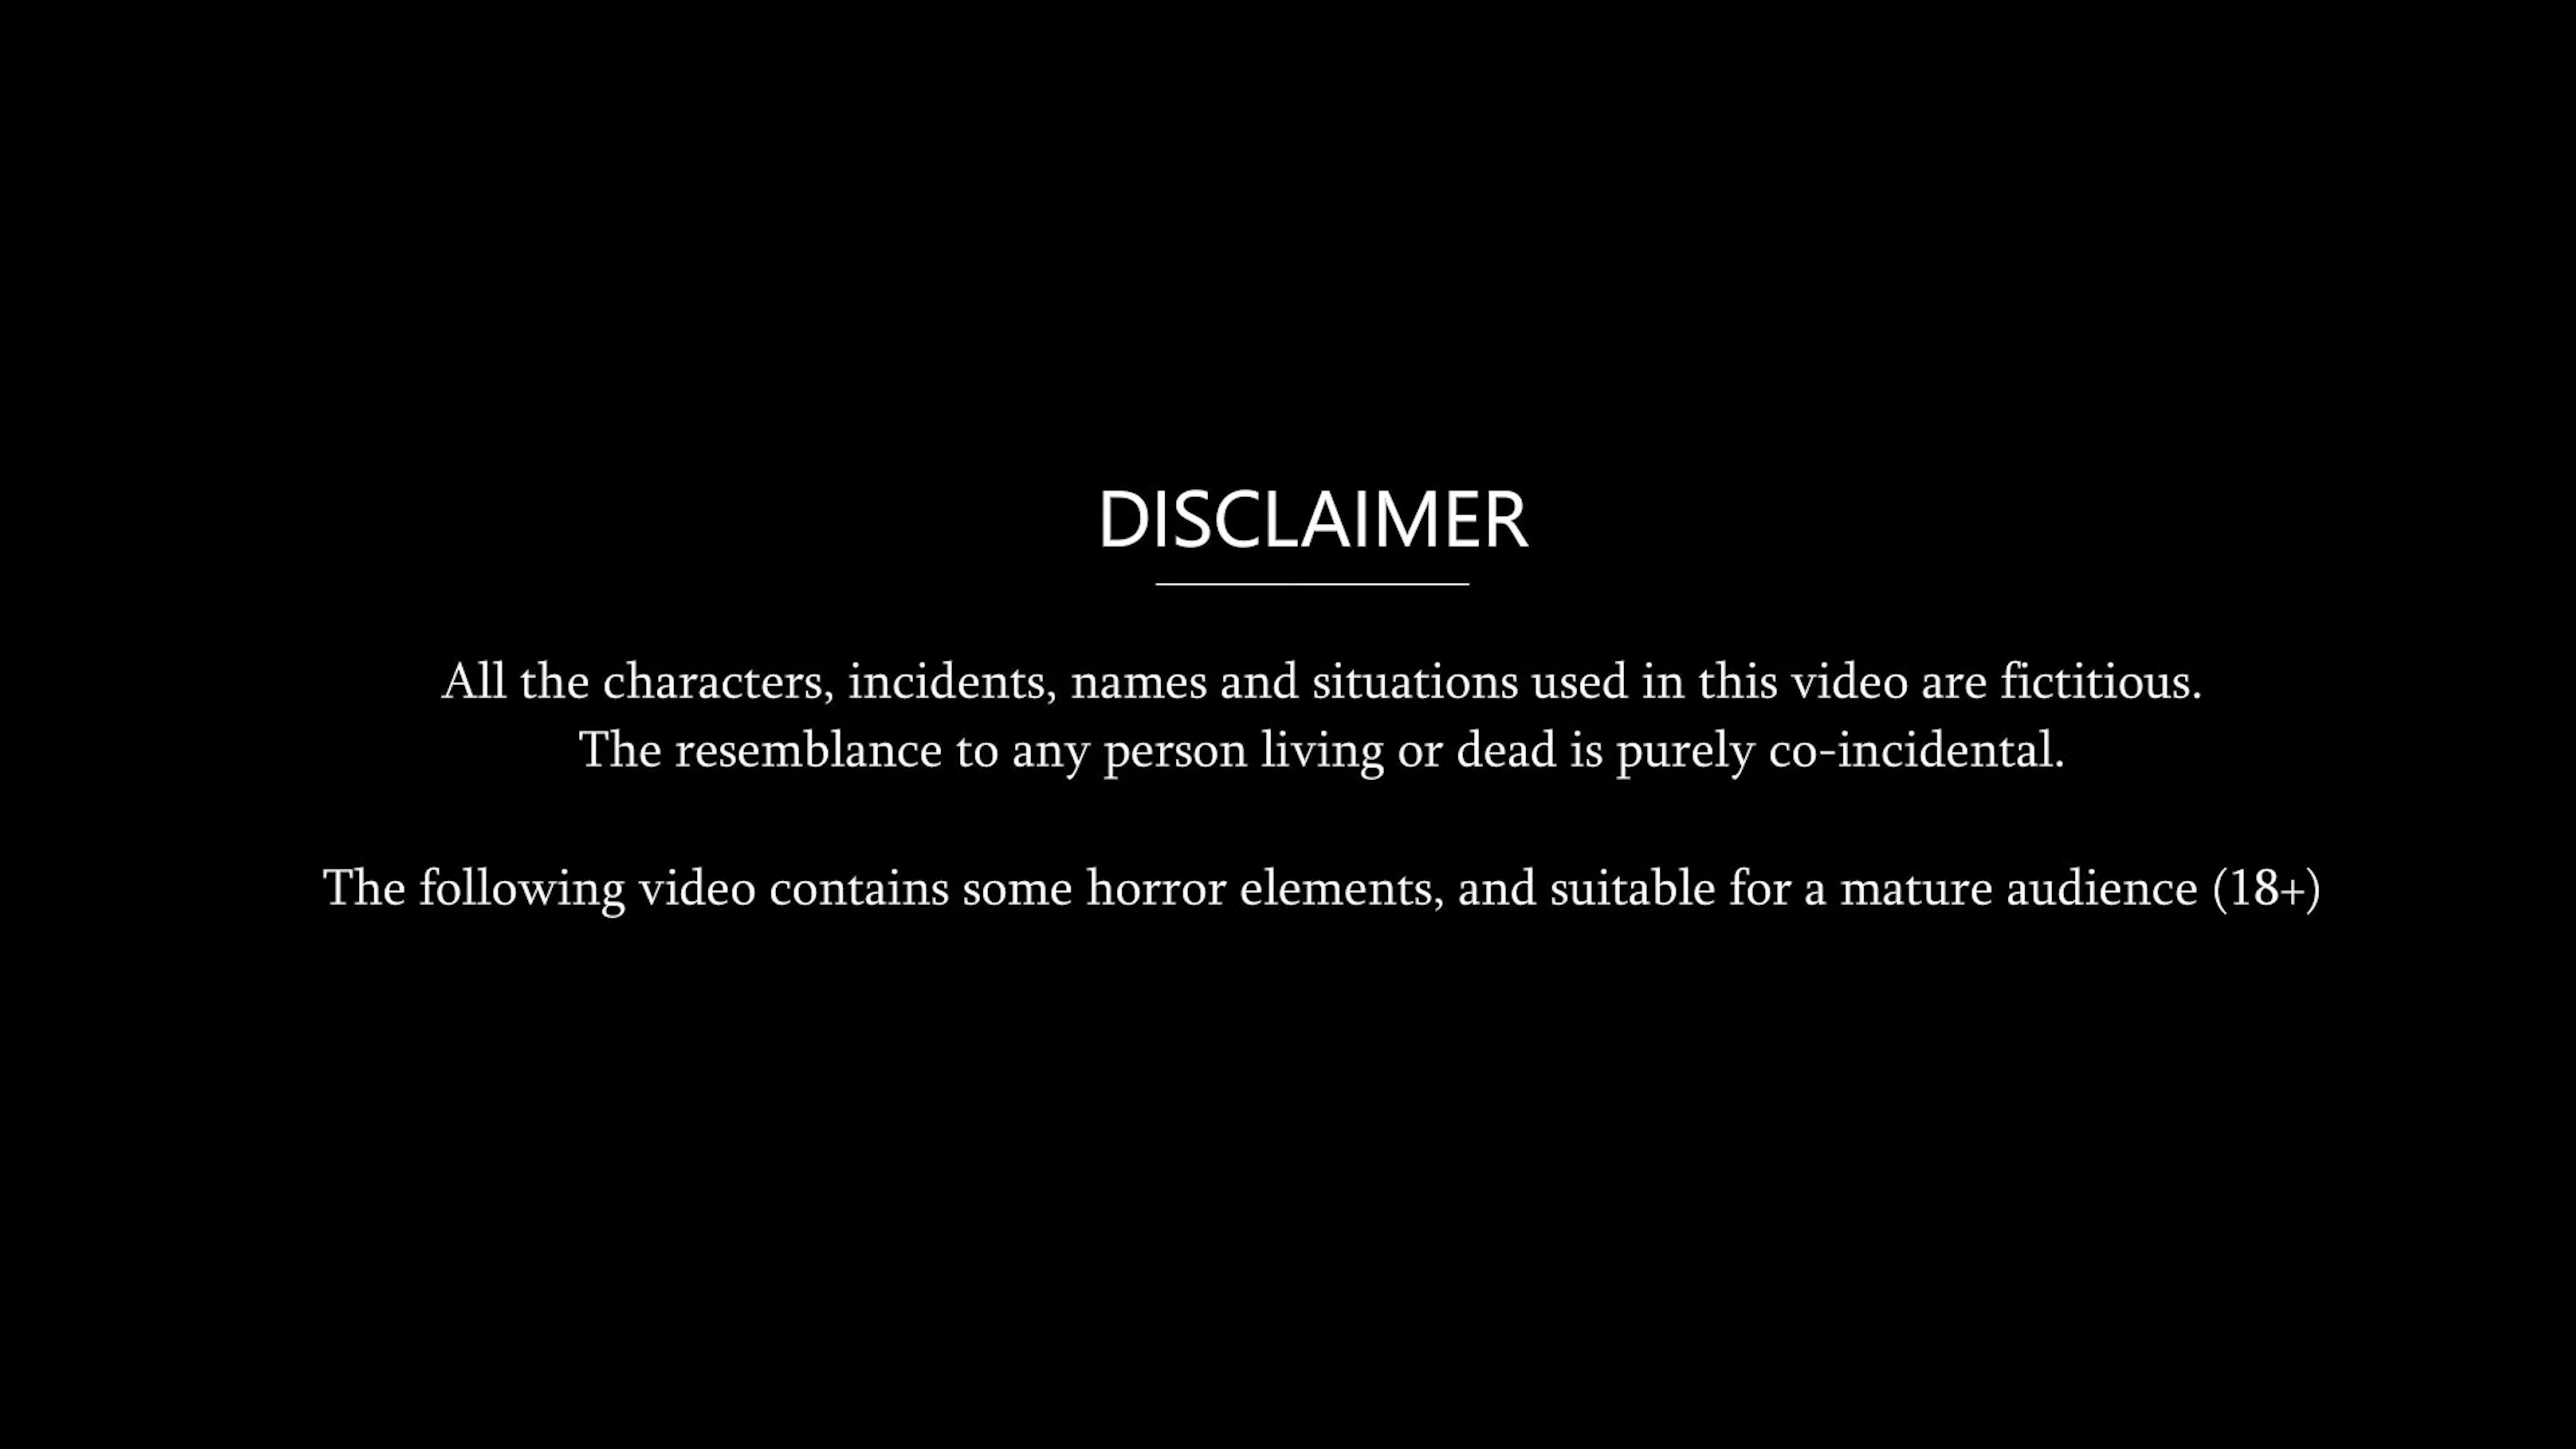 DISCLAIMER
All the characters, incidents, names and situations used in this video are fictitious.
The resemblance to any person living or dead is purely co-incidental.
The following video contains some horror elements, and suitable for a mature audience (18+)